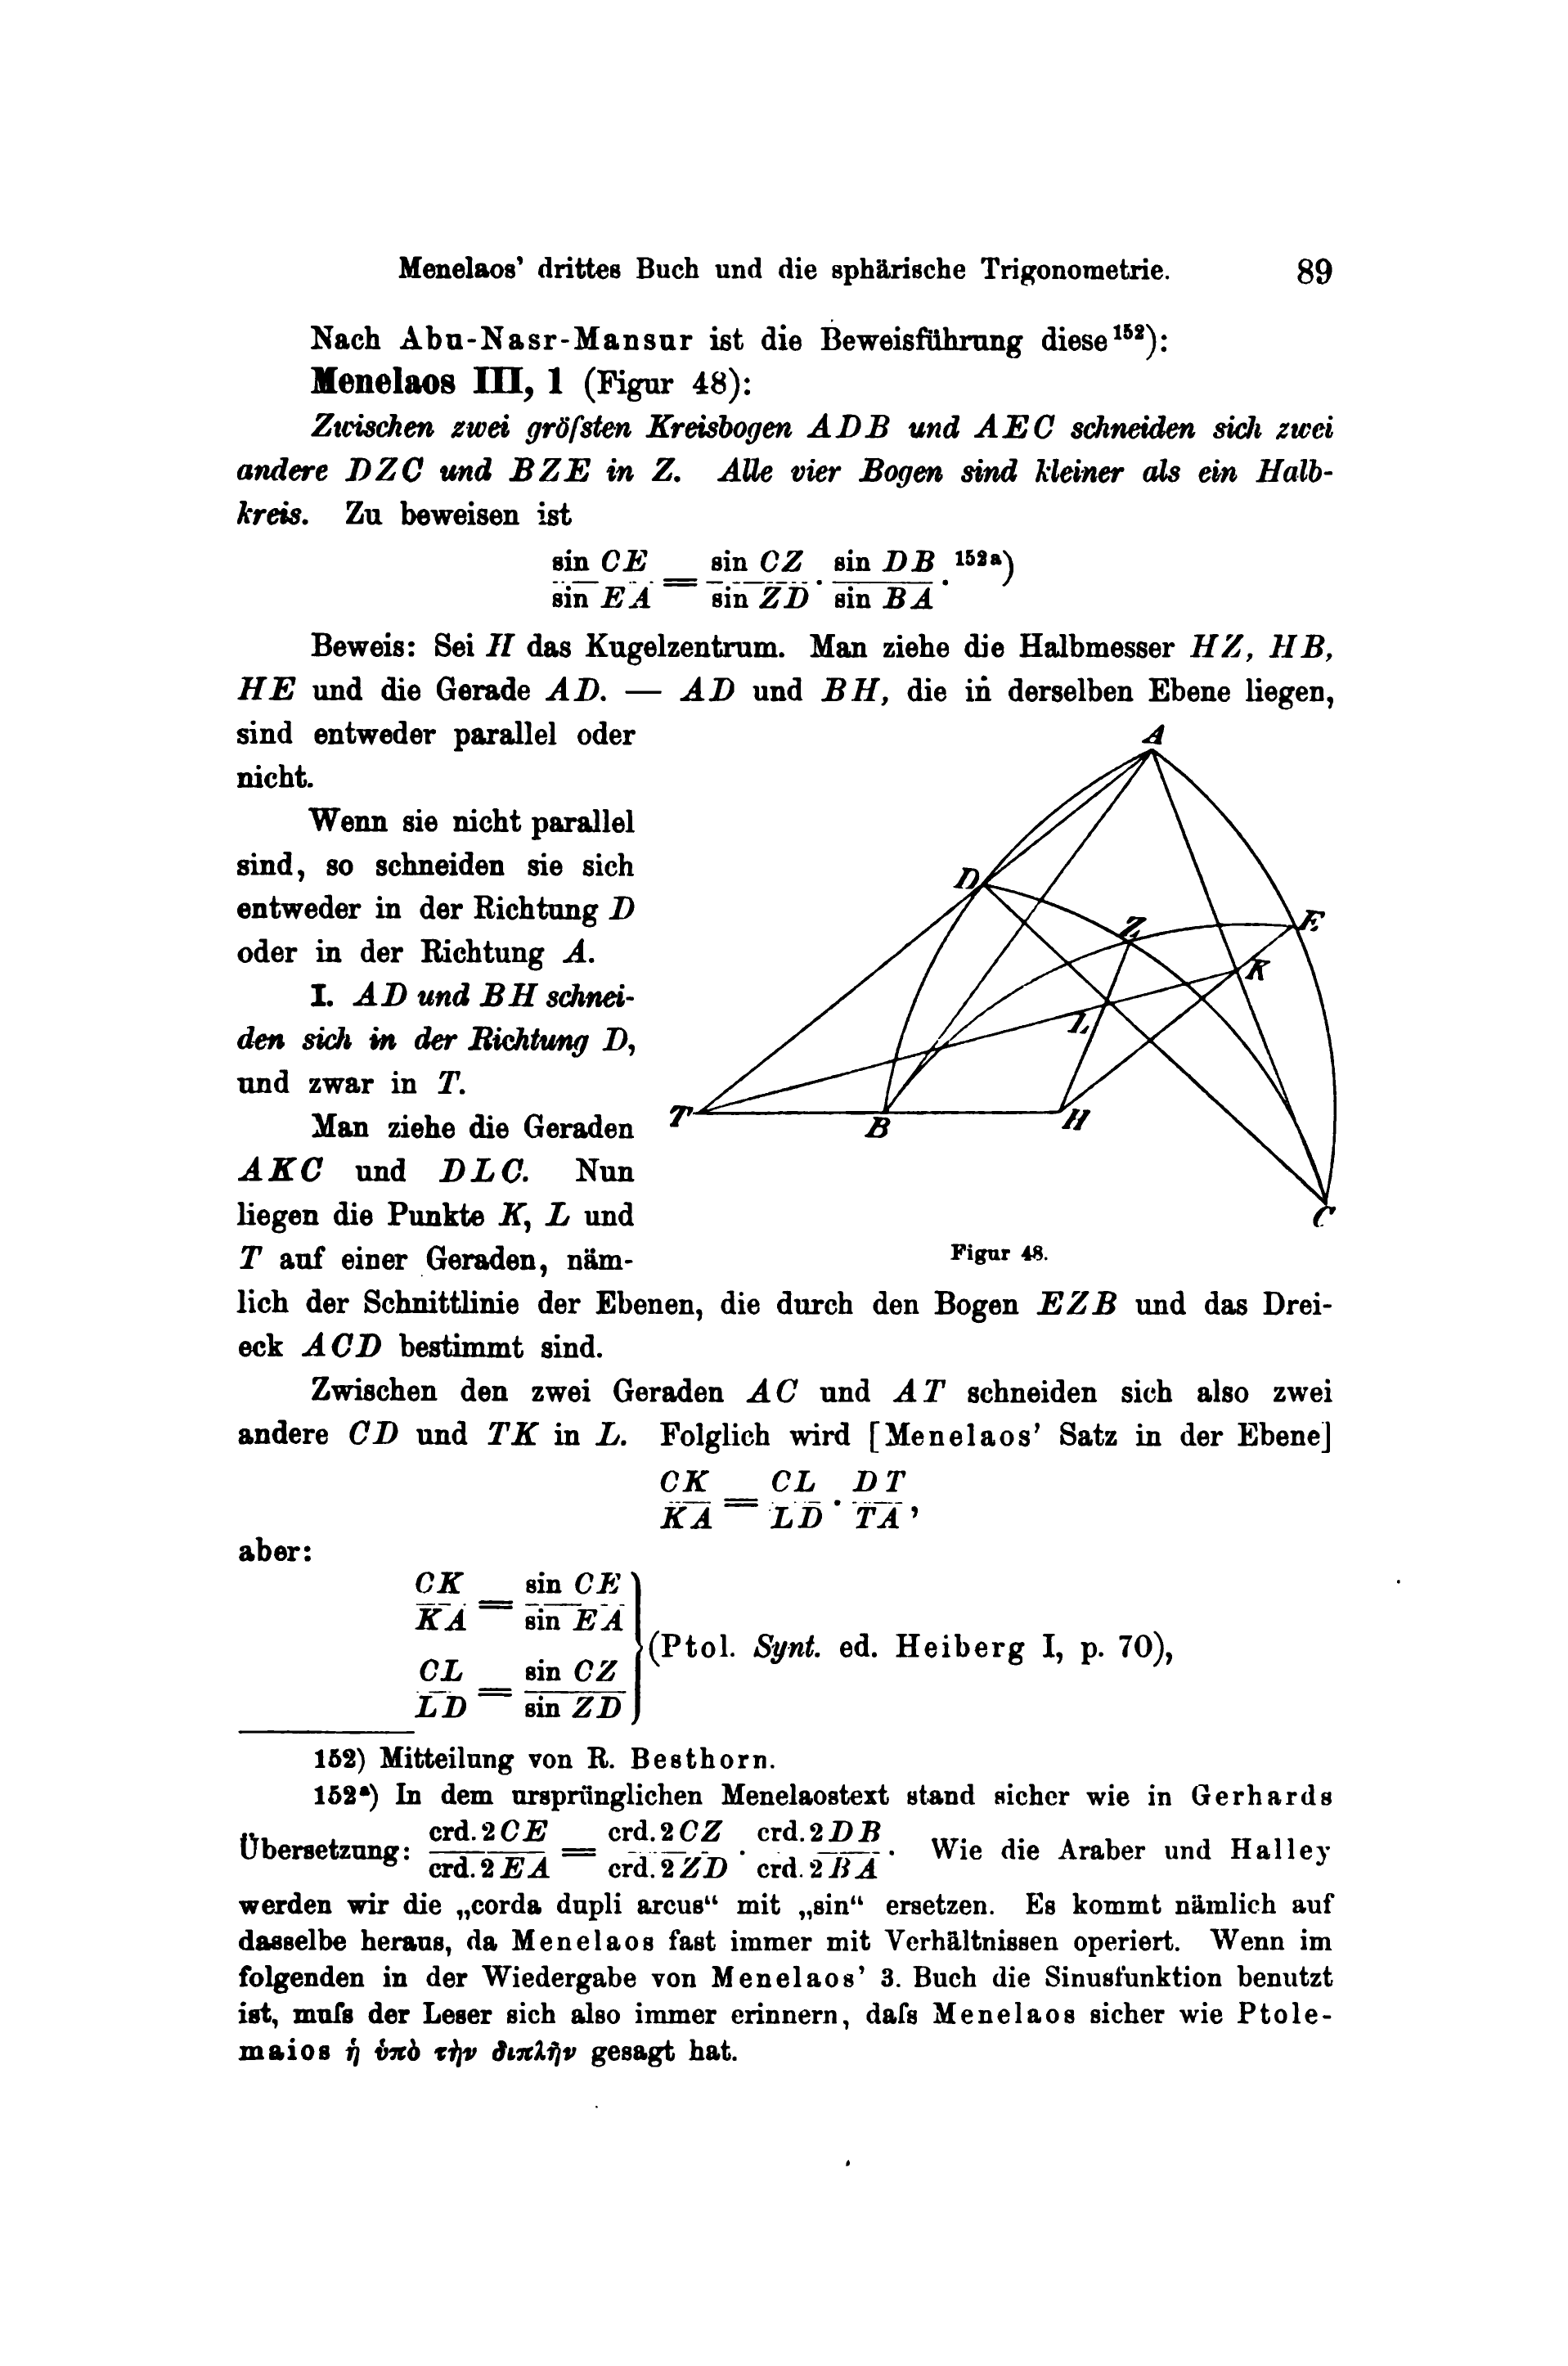 Menelaos' drittes Buch und die sphärische Trigonometrie. 89
Nach Abu-Nasr-Mansur ist die Beweisführung diese¹⁵²):
Menelaos III, 1 (Figur 48):
Zwischen zwei gröſsten Kreisbogen ADB und AEC schneiden sich zwei
andere DZC und BZE in Z. Alle vier Bogen sind kleiner als ein Halb-
kreis. Zu beweisen ist
sin CE / sin EA = sin CZ / sin ZD · sin DB / sin BA . ¹⁵²ᵃ)
Beweis: Sei H das Kugelzentrum. Man ziehe die Halbmesser HZ, HB,
HE und die Gerade AD. — AD und BH, die in derselben Ebene liegen,
sind entweder parallel oder
nicht.
Wenn sie nicht parallel
sind, so schneiden sie sich
entweder in der Richtung D
oder in der Richtung A.
I. AD und BH schnei-
den sich in der Richtung D,
und zwar in T.
Man ziehe die Geraden
AKC und DLC. Nun
liegen die Punkte K, L und
T auf einer Geraden, näm-
A
D
Z
E
K
L
T
B
H
C
Figur 48.
lich der Schnittlinie der Ebenen, die durch den Bogen EZB und das Drei-
eck ACD bestimmt sind.
Zwischen den zwei Geraden AC und AT schneiden sich also zwei
andere CD und TK in L. Folglich wird [Menelaos' Satz in der Ebene]
CK / KA = CL / LD · DT / TA ,
aber:
CK / KA = sin CE / sin EA
(Ptol. Synt. ed. Heiberg I, p. 70),
CL / LD = sin CZ / sin ZD
152) Mitteilung von R. Besthorn.
152ᵃ) In dem ursprünglichen Menelaostext stand sicher wie in Gerhards
Übersetzung: crd. 2 CE / crd. 2 EA = crd. 2 CZ / crd. 2 ZD · crd. 2 DB / crd. 2 BA . Wie die Araber und Halley
werden wir die „corda dupli arcus“ mit „sin“ ersetzen. Es kommt nämlich auf
dasselbe heraus, da Menelaos fast immer mit Verhältnissen operiert. Wenn im
folgenden in der Wiedergabe von Menelaos' 3. Buch die Sinusfunktion benutzt
ist, muſs der Leser sich also immer erinnern, daſs Menelaos sicher wie Ptole-
maios ἡ ὑπὸ τὴν διπλῆν gesagt hat.